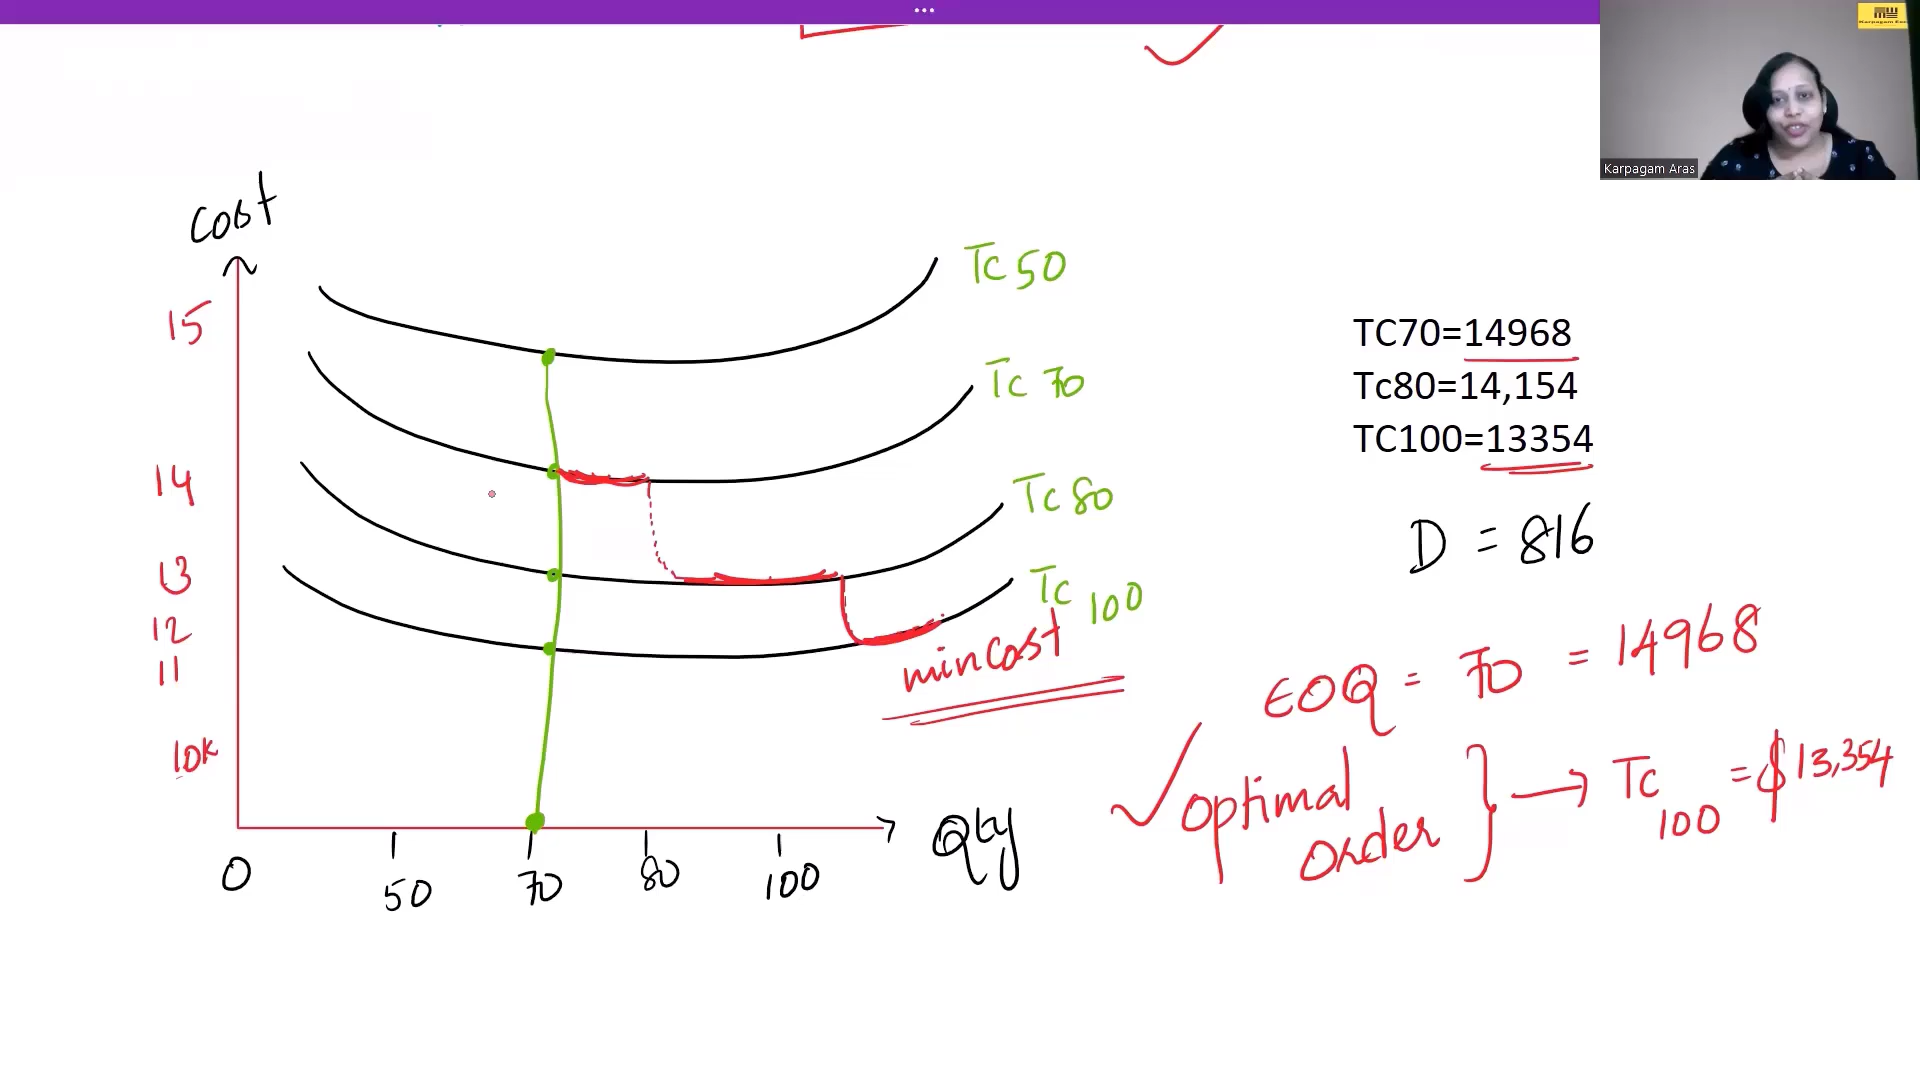 Karpagam Aras
Cost
15
14
13
12
11
10K
0
50
70
80
100
Qty
Tc 50
Tc 70
Tc 80
Tc 100
min cost
TC70=14968
Tc80=14,154
TC100=13354
D = 816
EOQ = 70 = 14968
optimal
order
Tc 100 = $13,354